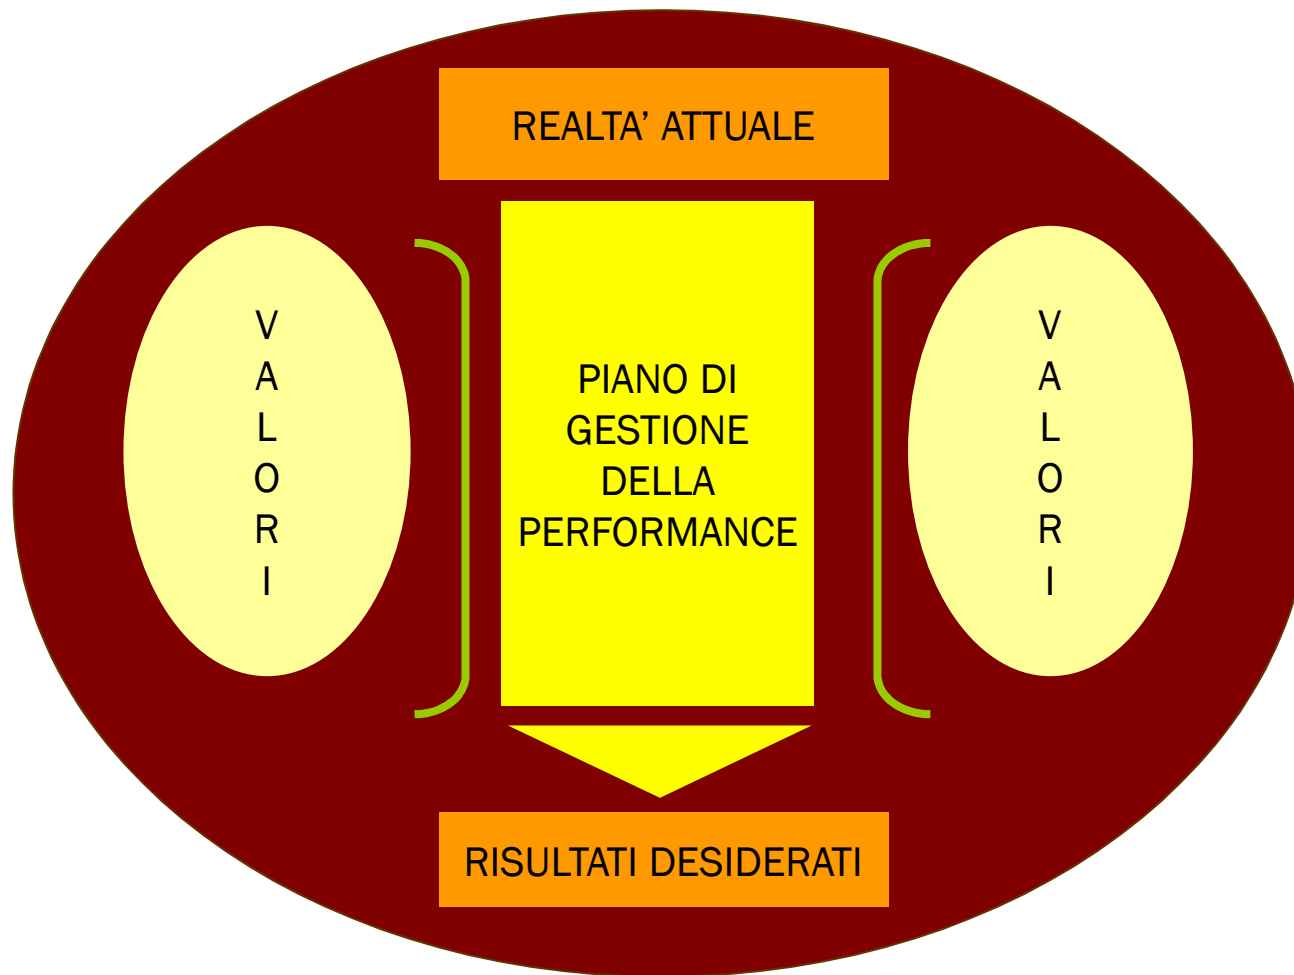 REALTA’ ATTUALE
V
A
L
O
R
I
PIANO DI
GESTIONE
DELLA
PERFORMANCE
V
A
L
O
R
I
RISULTATI DESIDERATI